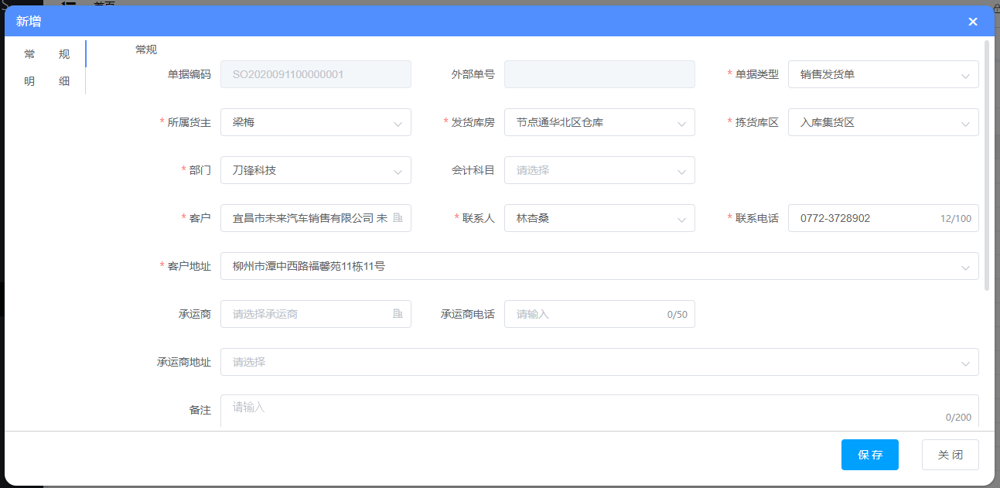 首页
新增
常 规
明 细
常规
单据编码 SO2020091100000001 外部单号 * 单据类型 销售发货单
* 所属货主 梁梅 * 发货库房 节点通华北区仓库 * 拣货库区 入库集货区
* 部门 刀锋科技 会计科目 请选择
* 客户 宜昌市未来汽车销售有限公司 未 * 联系人 林杏桑 * 联系电话 0772-3728902 12/100
* 客户地址 柳州市潭中西路福馨苑11栋11号
承运商 请选择承运商 承运商电话 请输入 0/50
承运商地址 请选择
备注 请输入
0/200
保 存 关 闭